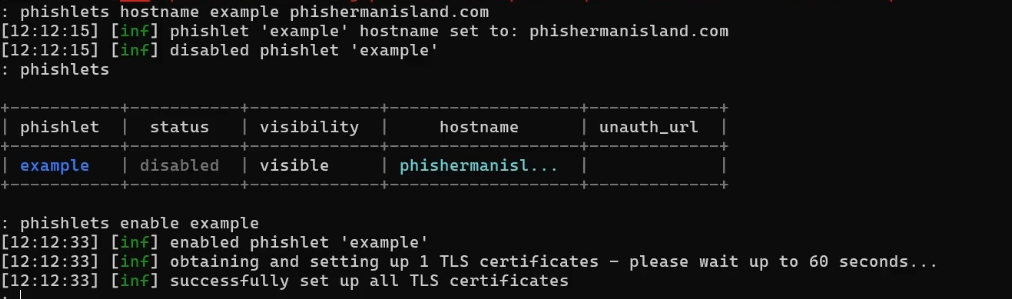 : phishlets hostname example phishermanisland.com
[12:12:15] [inf] phishlet 'example' hostname set to: phishermanisland.com
[12:12:15] [inf] disabled phishlet 'example'
: phishlets
+-----------+-----------+-------------+-------------------+-------------+
| phishlet | status | visibility | hostname | unauth_url |
+-----------+-----------+-------------+-------------------+-------------+
| example | disabled | visible | phishermanisl... | |
+-----------+-----------+-------------+-------------------+-------------+
: phishlets enable example
[12:12:33] [inf] enabled phishlet 'example'
[12:12:33] [inf] obtaining and setting up 1 TLS certificates - please wait up to 60 seconds...
[12:12:33] [inf] successfully set up all TLS certificates
: